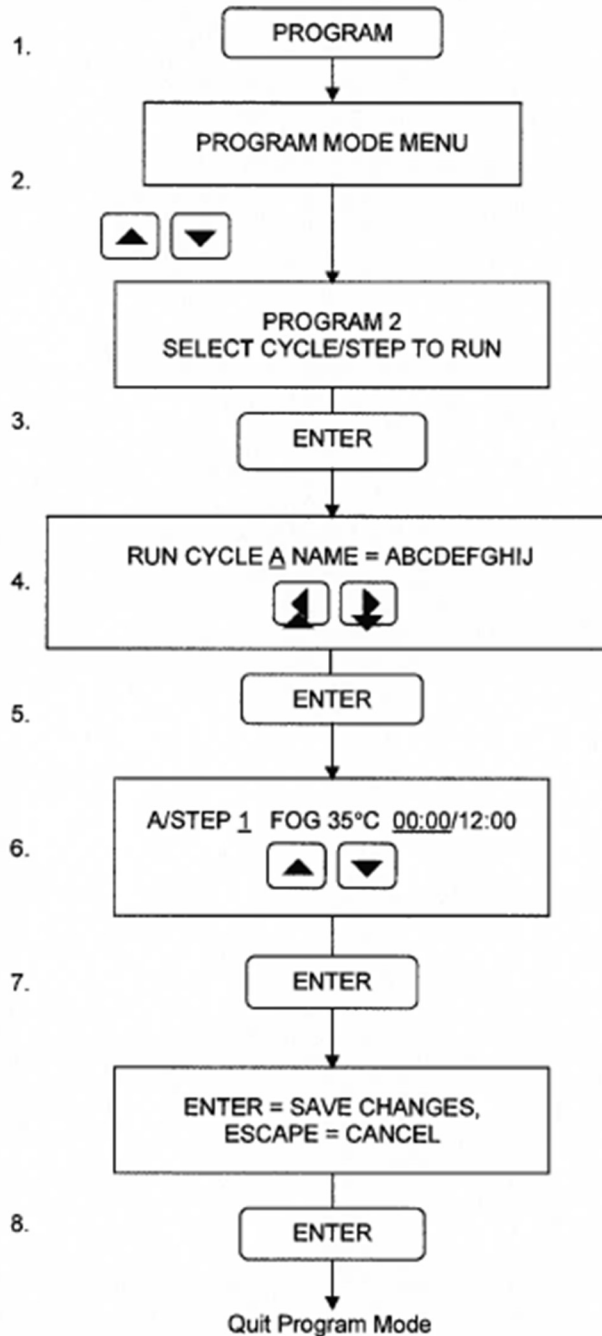 1.
PROGRAM
PROGRAM MODE MENU
2.
PROGRAM 2
SELECT CYCLE/STEP TO RUN
3.
ENTER
RUN CYCLE A NAME = ABCDEFGHIJ
4.
ENTER
5.
A/STEP 1 FOG 35°C 00:00/12:00
6.
ENTER
7.
ENTER = SAVE CHANGES,
ESCAPE = CANCEL
8.
ENTER
Quit Program Mode